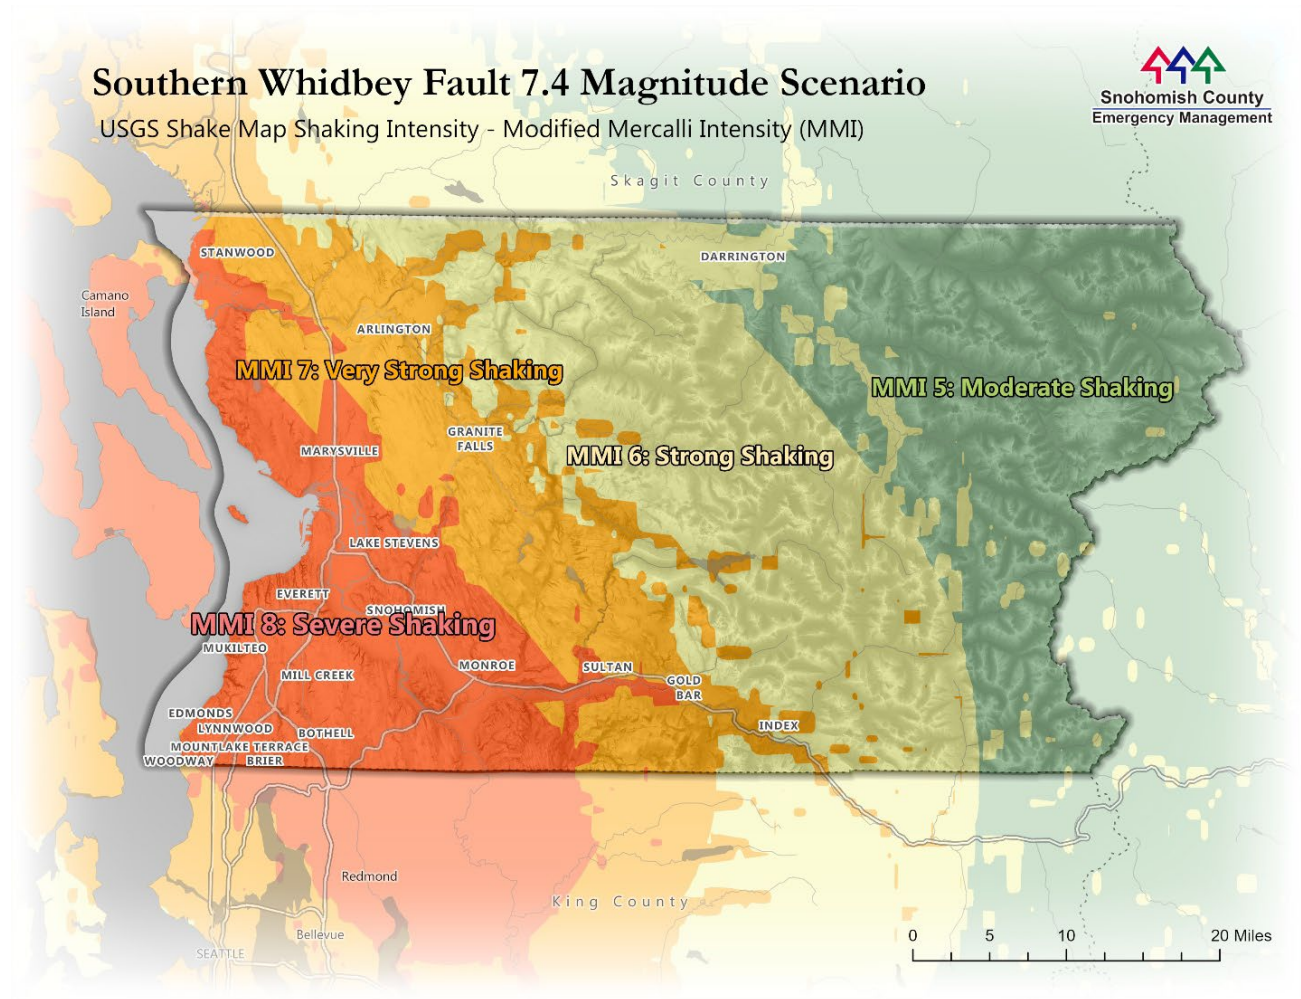 Southern Whidbey Fault 7.4 Magnitude Scenario
USGS Shake Map Shaking Intensity - Modified Mercalli Intensity (MMI)
Snohomish County
Emergency Management
Skagit County
STANWOOD
DARRINGTON
Camano
Island
ARLINGTON
MMI 7: Very Strong Shaking
MMI 5: Moderate Shaking
GRANITE
FALLS
MARYSVILLE
MMI 6: Strong Shaking
LAKE STEVENS
EVERETT
SNOHOMISH
MMI 8: Severe Shaking
MUKILTEO
MONROE
SULTAN
MILL CREEK
GOLD
BAR
EDMONDS
LYNNWOOD
BOTHELL
INDEX
MOUNTLAKE TERRACE
WOODWAY
BRIER
Redmond
King County
Bellevue
SEATTLE
0 5 10 20 Miles